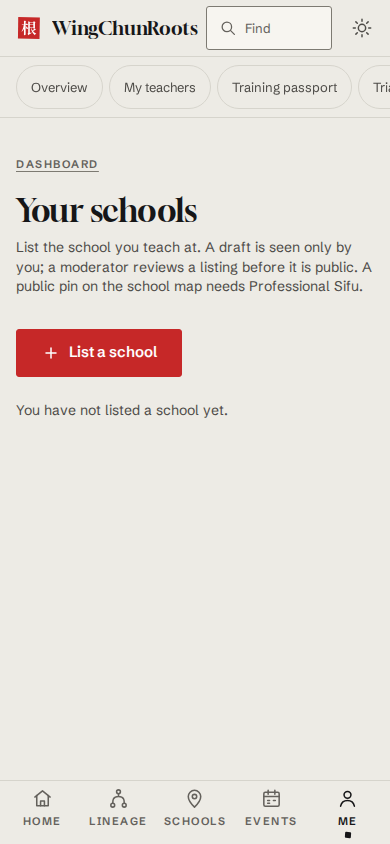 根 WingChunRoots Find
Overview My teachers Training passport Tria
DASHBOARD
Your schools
List the school you teach at. A draft is seen only by
you; a moderator reviews a listing before it is public. A
public pin on the school map needs Professional Sifu.
+ List a school
You have not listed a school yet.
HOME LINEAGE SCHOOLS EVENTS ME